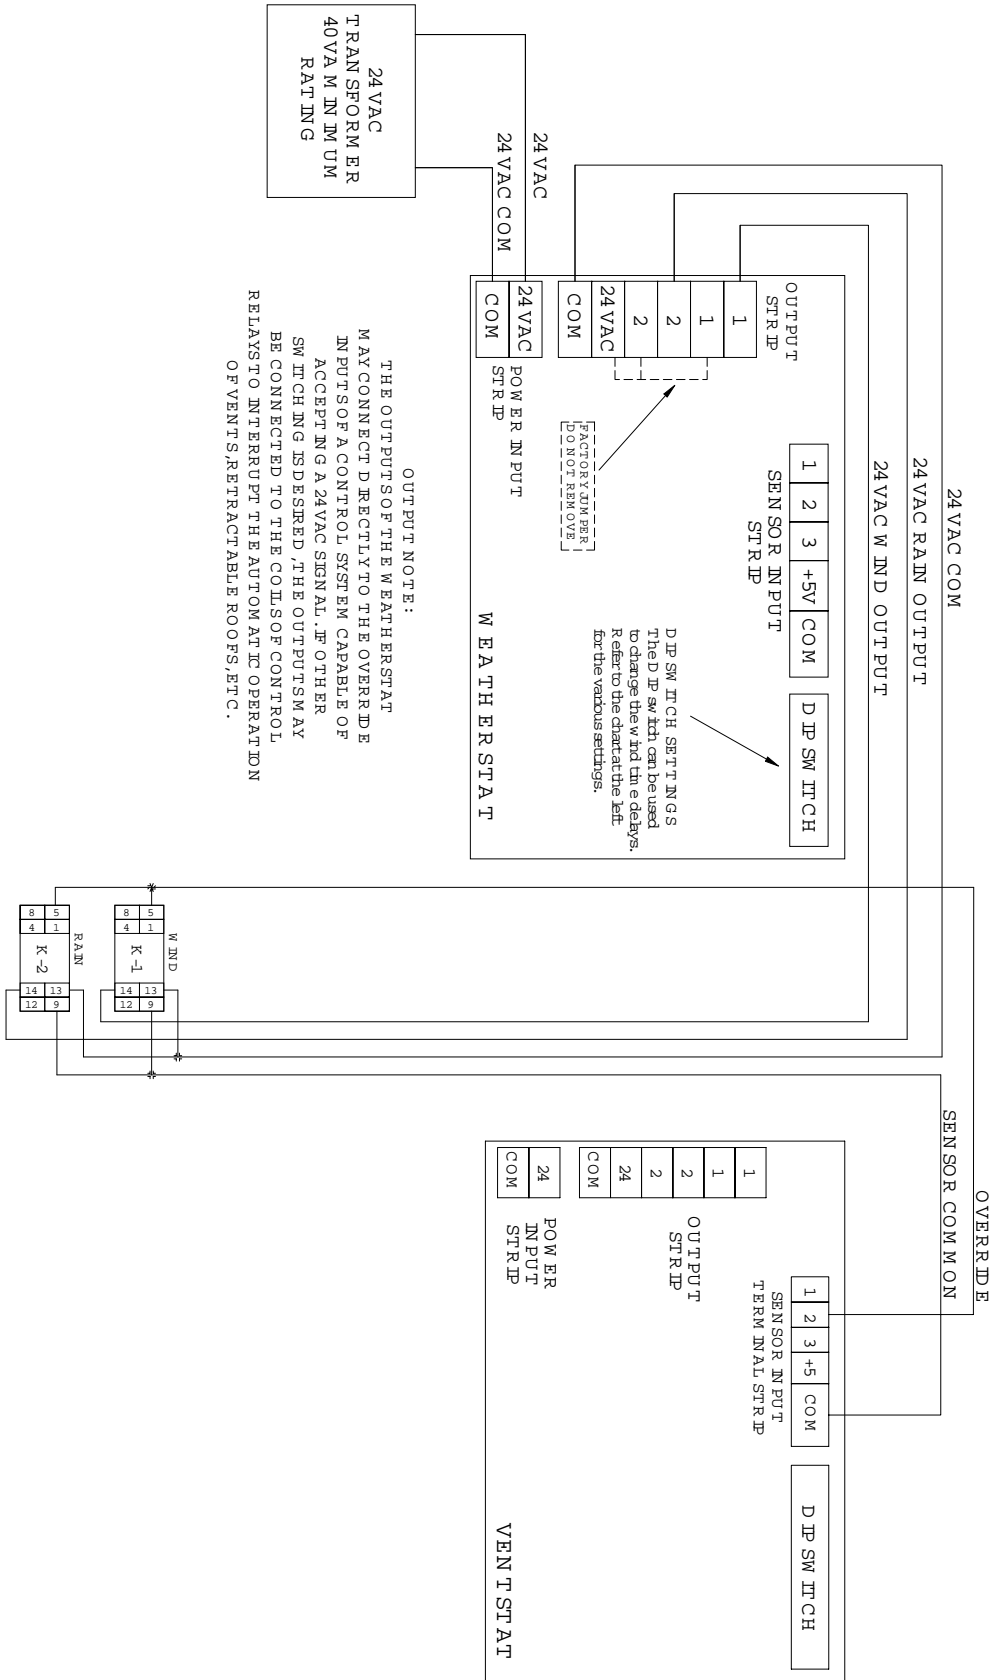 24VAC
TRANSFORMER
40VA MINIMUM
RATING
24VAC
24VAC COM
OUTPUT
STRIP
1
1
2
2
24VAC
COM
24VAC
COM
POWER INPUT
STRIP
FACTORY JUMPER
DO NOT REMOVE
1 2 3 +5V COM
SENSOR INPUT
STRIP
DIP SWITCH
DIP SWITCH SETTINGS
The DIP switch can be used
to change the wind time delays.
Refer to the chart at the left
for the various settings.
WEATHERSTAT
24VAC COM
24VAC RAIN OUTPUT
24VAC WIND OUTPUT
OUTPUT NOTE:
THE OUTPUTS OF THE WEATHERSTAT
MAY CONNECT DIRECTLY TO THE OVERRIDE
INPUTS OF A CONTROL SYSTEM CAPABLE OF
ACCEPTING A 24VAC SIGNAL. IF OTHER
SWITCHING IS DESIRED, THE OUTPUTS MAY
BE CONNECTED TO THE COILS OF CONTROL
RELAYS TO INTERRUPT THE AUTOMATIC OPERATION
OF VENTS, RETRACTABLE ROOFS, ETC.
WIND
5 1 13 9
K-1
8 4 14 12
RAIN
5 1 13 9
K-2
8 4 14 12
OVERRIDE
SENSOR COMMON
1 2 3 +5 COM
SENSOR INPUT
TERMINAL STRIP
DIP SWITCH
1
1
2
2
24
COM
OUTPUT
STRIP
24
COM
POWER
INPUT
STRIP
VENTSTAT